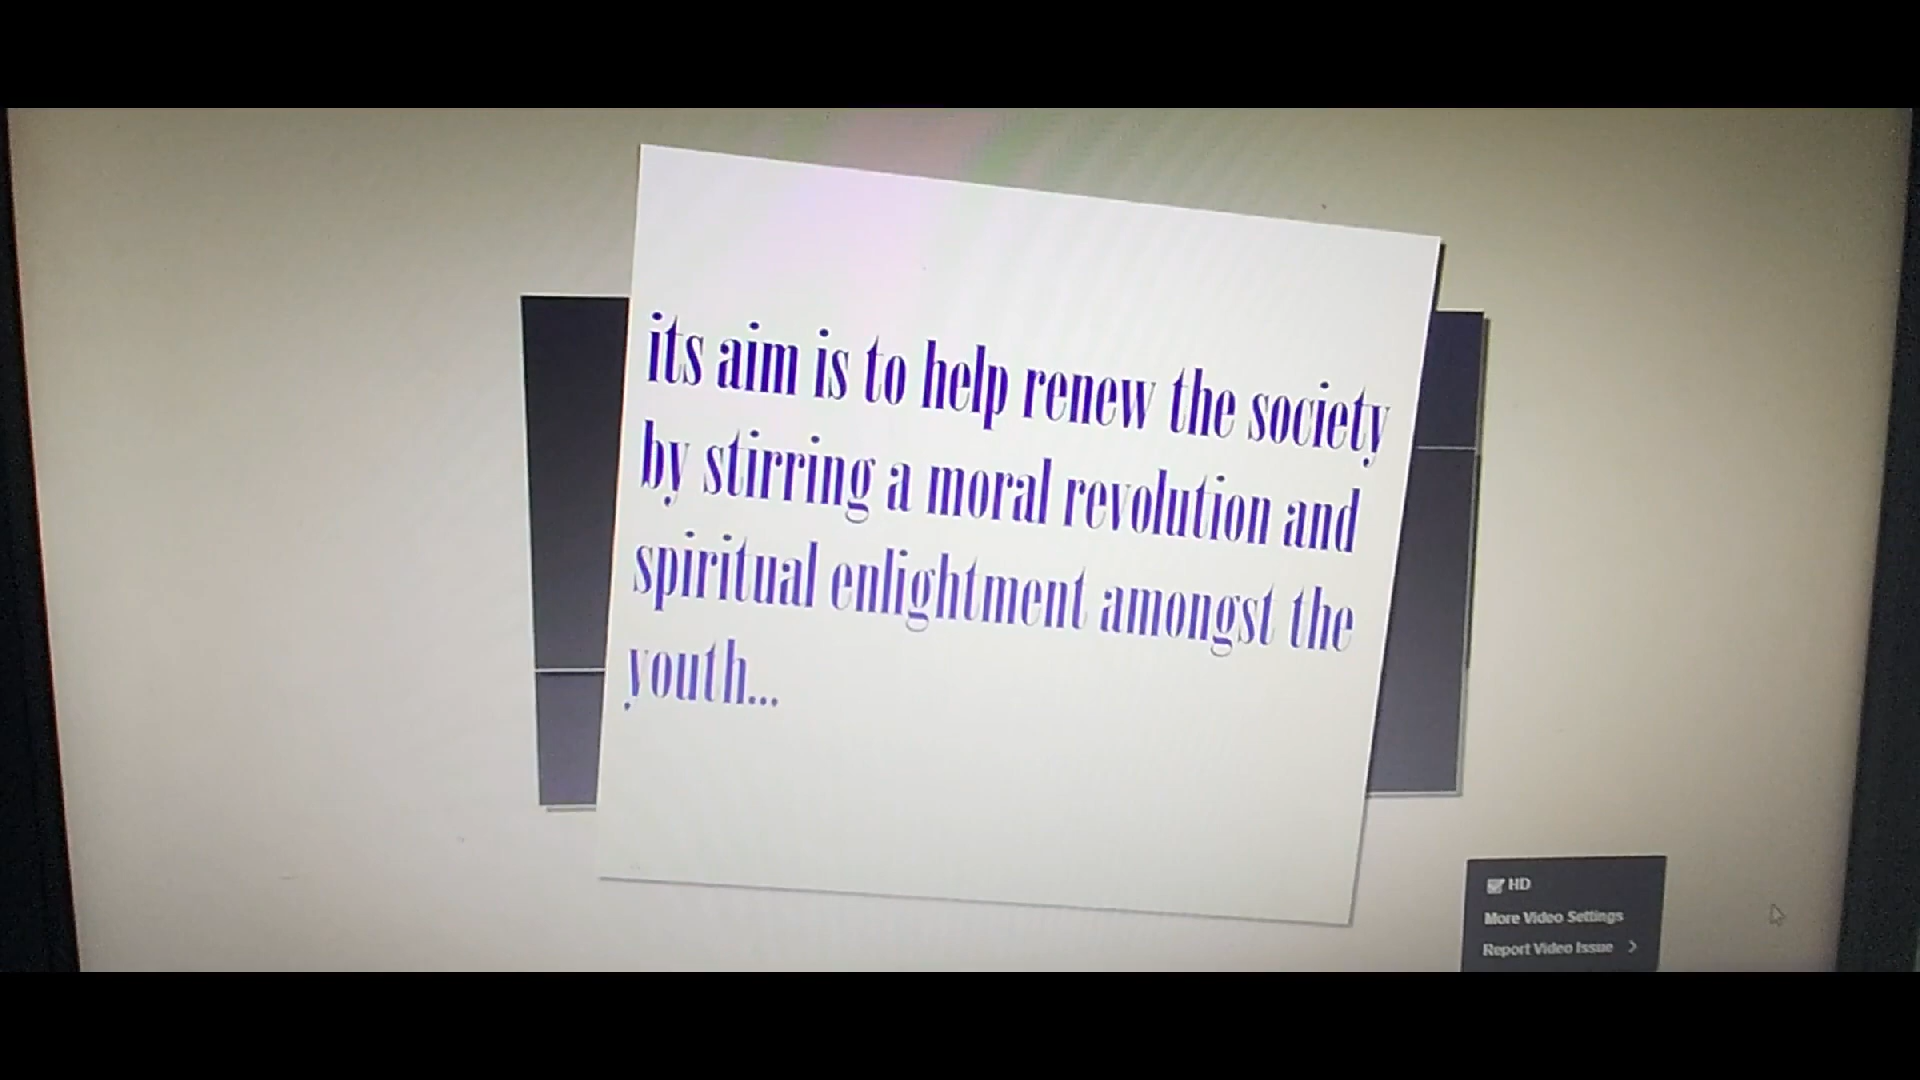 its aim is to help renew the society
by stirring a moral revolution and
spiritual enlightment amongst the
youth...
HD
More Video Settings
Report Video Issue